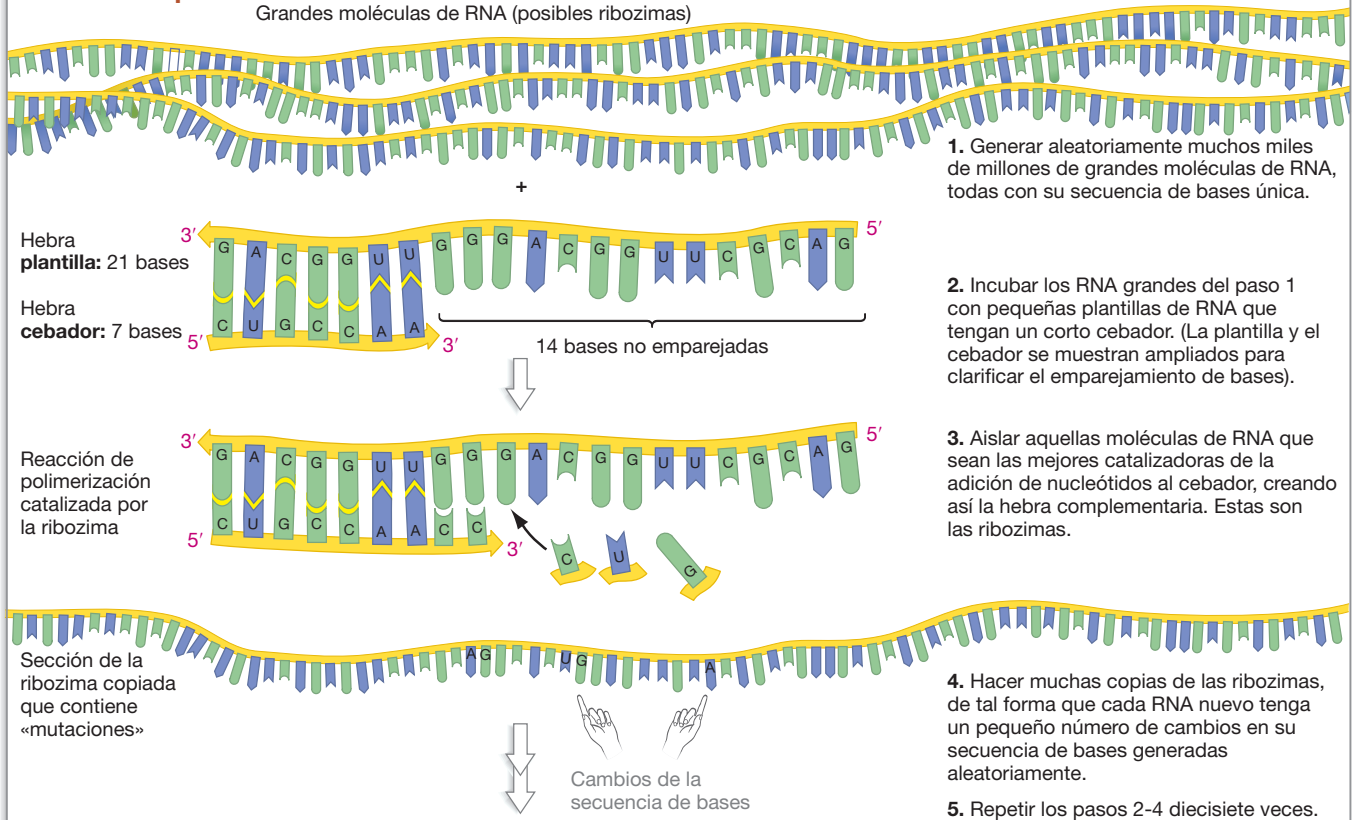 Grandes moléculas de RNA (posibles ribozimas)
+
1. Generar aleatoriamente muchos miles
de millones de grandes moléculas de RNA,
todas con su secuencia de bases única.
Hebra
plantilla: 21 bases
3′
G A C G G U U G G G A C G G U U C G C A G
5′
Hebra
cebador: 7 bases
5′
C U G C C A A
3′
14 bases no emparejadas
2. Incubar los RNA grandes del paso 1
con pequeñas plantillas de RNA que
tengan un corto cebador. (La plantilla y el
cebador se muestran ampliados para
clarificar el emparejamiento de bases).
Reacción de
polimerización
catalizada por
la ribozima
3′
G A C G G U U G G G A C G G U U C G C A G
5′
5′
C U G C C A A C C
3′
C U G
3. Aislar aquellas moléculas de RNA que
sean las mejores catalizadoras de la
adición de nucleótidos al cebador, creando
así la hebra complementaria. Estas son
las ribozimas.
Sección de la
ribozima copiada
que contiene
«mutaciones»
A G U G A
Cambios de la
secuencia de bases
4. Hacer muchas copias de las ribozimas,
de tal forma que cada RNA nuevo tenga
un pequeño número de cambios en su
secuencia de bases generadas
aleatoriamente.
5. Repetir los pasos 2-4 diecisiete veces.